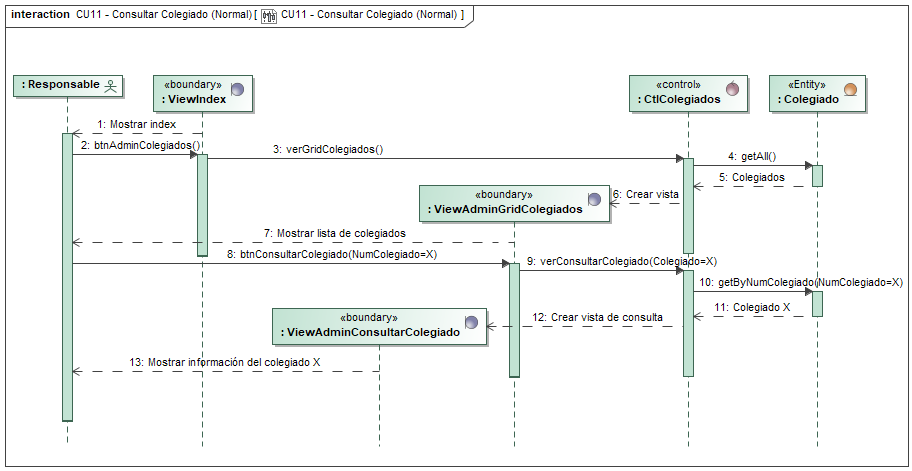 interaction CU11 - Consultar Colegiado (Normal) [ CU11 - Consultar Colegiado (Normal) ]
: Responsable
«boundary»
: ViewIndex
«control»
: CtlColegiados
«Entity»
: Colegiado
1: Mostrar index
2: btnAdminColegiados()
3: verGridColegiados()
4: getAll()
5: Colegiados
6: Crear vista
«boundary»
: ViewAdminGridColegiados
7: Mostrar lista de colegiados
8: btnConsultarColegiado(NumColegiado=X)
9: verConsultarColegiado(Colegiado=X)
10: getByNumColegiado(NumColegiado=X)
11: Colegiado X
12: Crear vista de consulta
«boundary»
: ViewAdminConsultarColegiado
13: Mostrar información del colegiado X